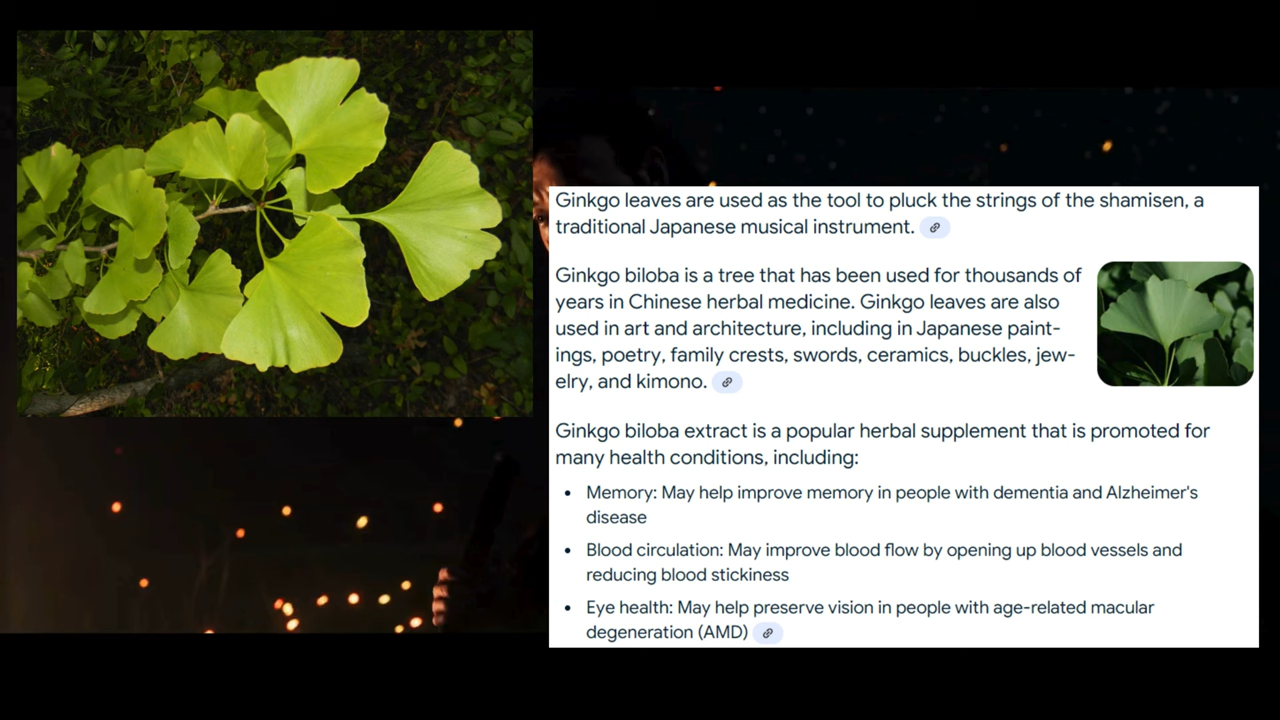 Ginkgo leaves are used as the tool to pluck the strings of the shamisen, a
traditional Japanese musical instrument.
Ginkgo biloba is a tree that has been used for thousands of
years in Chinese herbal medicine. Ginkgo leaves are also
used in art and architecture, including in Japanese paint-
ings, poetry, family crests, swords, ceramics, buckles, jew-
elry, and kimono.
Ginkgo biloba extract is a popular herbal supplement that is promoted for
many health conditions, including:
• Memory: May help improve memory in people with dementia and Alzheimer's
disease
• Blood circulation: May improve blood flow by opening up blood vessels and
reducing blood stickiness
• Eye health: May help preserve vision in people with age-related macular
degeneration (AMD)